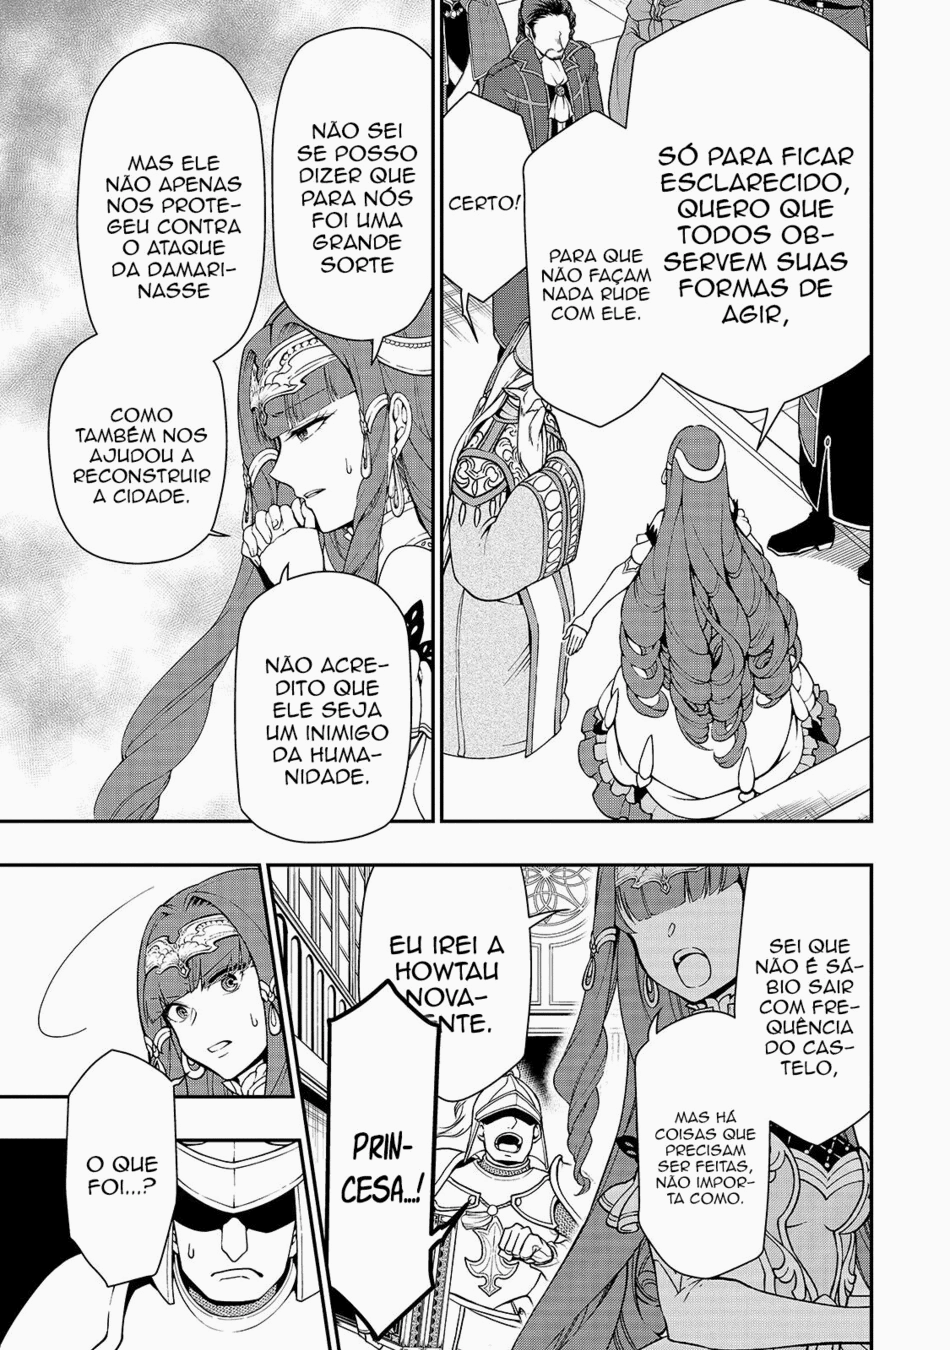 SÓ PARA FICAR
ESCLARECIDO,
QUERO QUE
TODOS OB-
SERVEM SUAS
FORMAS DE
AGIR,
PARA QUE
NÃO FAÇAM
NADA RUDE
COM ELE.
CERTO!
NÃO SEI
SE POSSO
DIZER QUE
PARA NÓS
FOI UMA
GRANDE
SORTE
MAS ELE
NÃO APENAS
NOS PROTE-
GEU CONTRA
O ATAQUE
DA DAMARI-
NASSE
COMO
TAMBÉM NOS
AJUDOU A
RECONSTRUIR
A CIDADE.
NÃO ACRE-
DITO QUE
ELE SEJA
UM INIMIGO
DA HUMA-
NIDADE.
SEI QUE
NÃO É SÁ-
BIO SAIR
COM FRE-
QUÊNCIA
DO CAS-
TELO,
MAS HÁ
COISAS QUE
PRECISAM
SER FEITAS,
NÃO IMPOR-
TA COMO.
EU IREI A
HOWTAU
NOVA-
ENTE.
PRIN-
CESA...!
O QUE
FOI...?